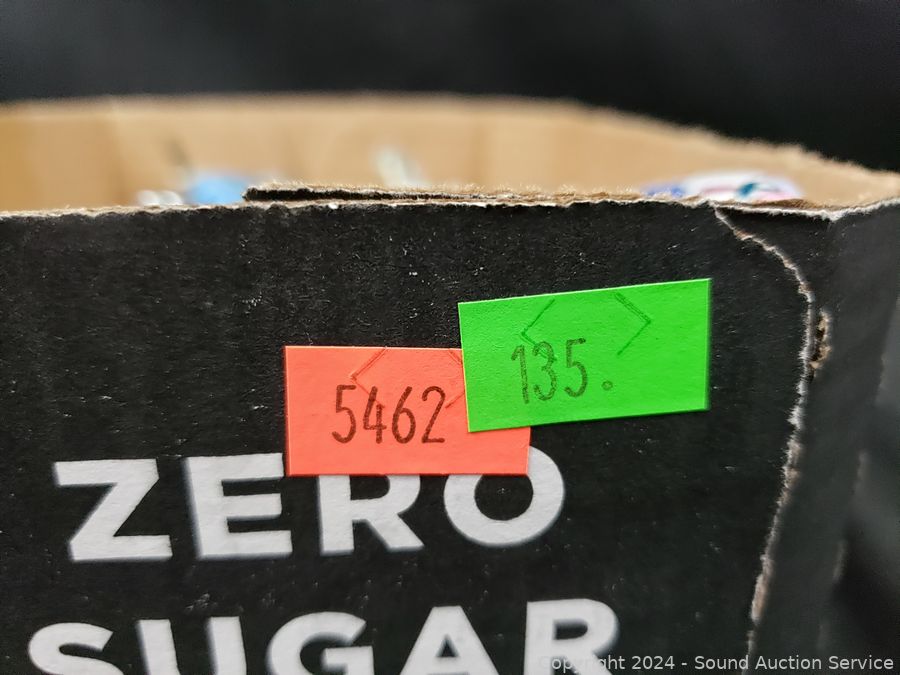 135.
5462
ZERO
SUGAR
Copyright 2024 - Sound Auction Service